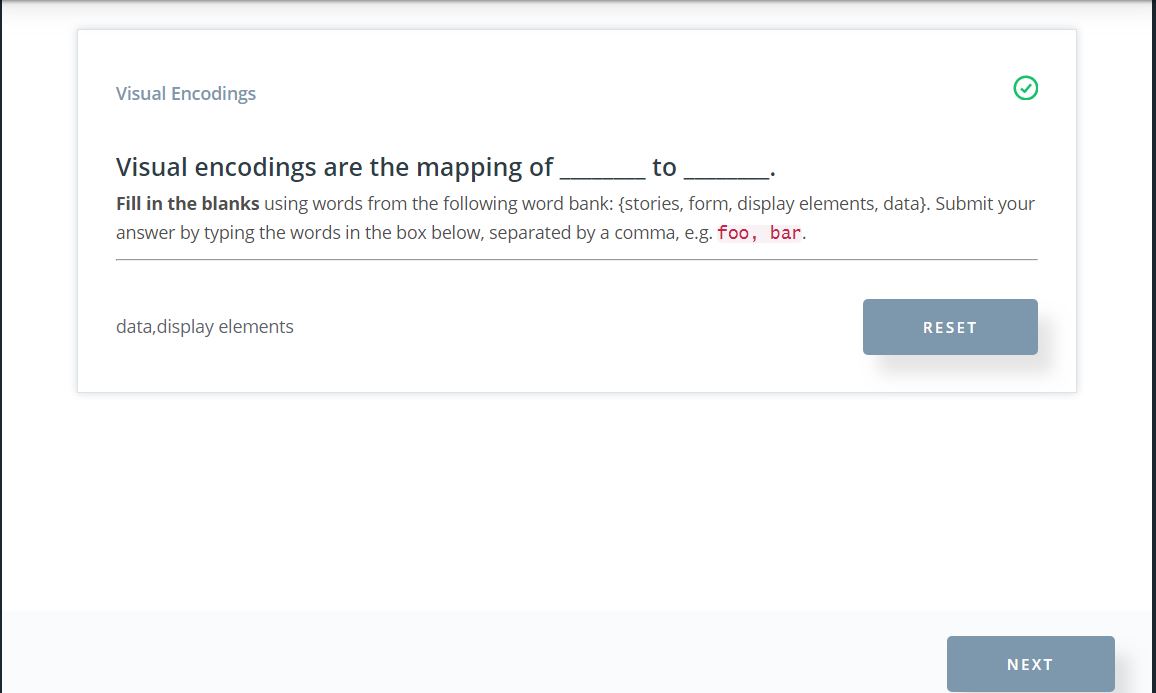 Visual Encodings
Visual encodings are the mapping of ________ to ________.
Fill in the blanks using words from the following word bank: {stories, form, display elements, data}. Submit your
answer by typing the words in the box below, separated by a comma, e.g. foo, bar.
data,display elements
RESET
NEXT